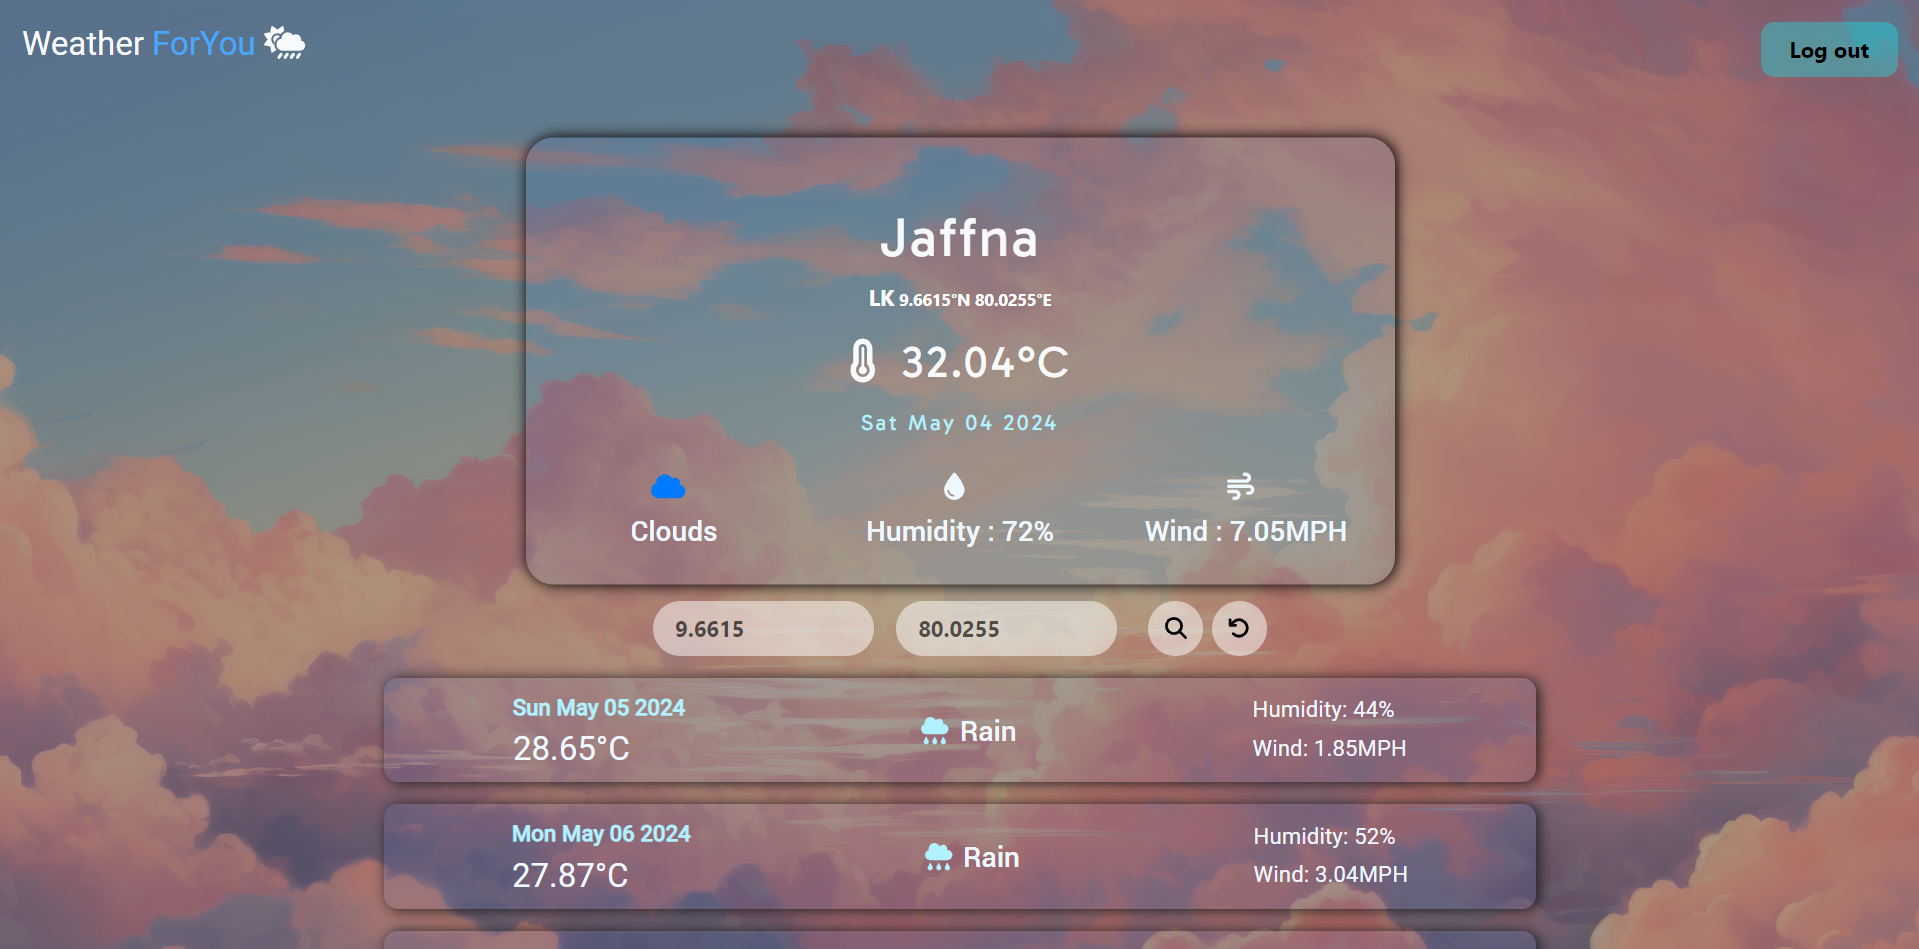 Weather ForYou
Log out
Jaffna
LK 9.6615°N 80.0255°E
32.04°C
Sat May 04 2024
Clouds
Humidity : 72%
Wind : 7.05MPH
9.6615
80.0255
Sun May 05 2024
28.65°C
Rain
Humidity: 44%
Wind: 1.85MPH
Mon May 06 2024
27.87°C
Rain
Humidity: 52%
Wind: 3.04MPH